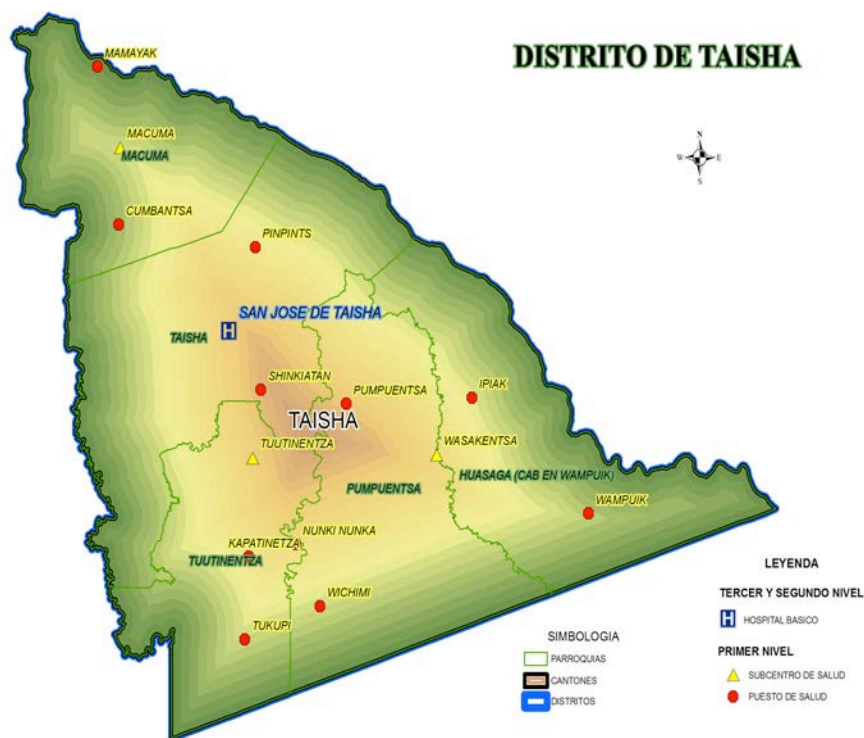 DISTRITO DE TAISHA
MAMAYAK
N
W E
S
MACUMA
MACUMA
CUMBANTSA
PINPINTS
SAN JOSE DE TAISHA
H
TAISHA
SHINKIATAN
PUMPUENTSA
IPIAK
TAISHA
TUUTINENTZA
WASAKENTSA
HUASAGA (CAB EN WAMPUIK)
PUMPUENTSA
WAMPUIK
NUNKI NUNKA
KAPATINETZA
TUUTINENTZA
WICHIMI
TUKUPI
LEYENDA
TERCER Y SEGUNDO NIVEL
H HOSPITAL BASICO
PRIMER NIVEL
SUBCENTRO DE SALUD
PUESTO DE SALUD
SIMBOLOGIA
PARROQUIAS
CANTONES
DISTRITOS